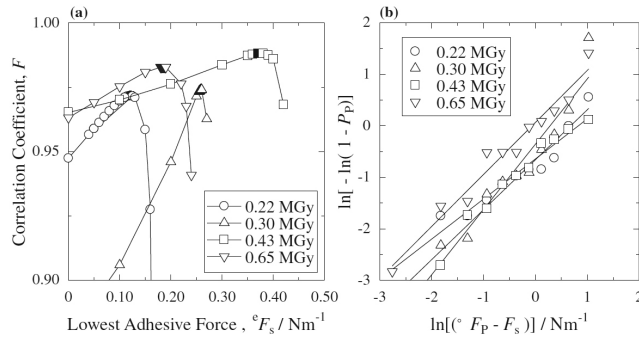 (a)
1.00
0.95
0.90
Correlation Coefficient, F
0
0.10
0.20
0.30
0.40
0.50
Lowest Adhesive Force , ᵉFₛ / Nm⁻¹
0.22 MGy
0.30 MGy
0.43 MGy
0.65 MGy
(b)
2
1
0
-1
-2
-3
ln[ - ln( 1 - P_P)]
-3
-2
-1
0
1
2
ln[(° F_P - Fₛ )] / Nm⁻¹
0.22 MGy
0.30 MGy
0.43 MGy
0.65 MGy